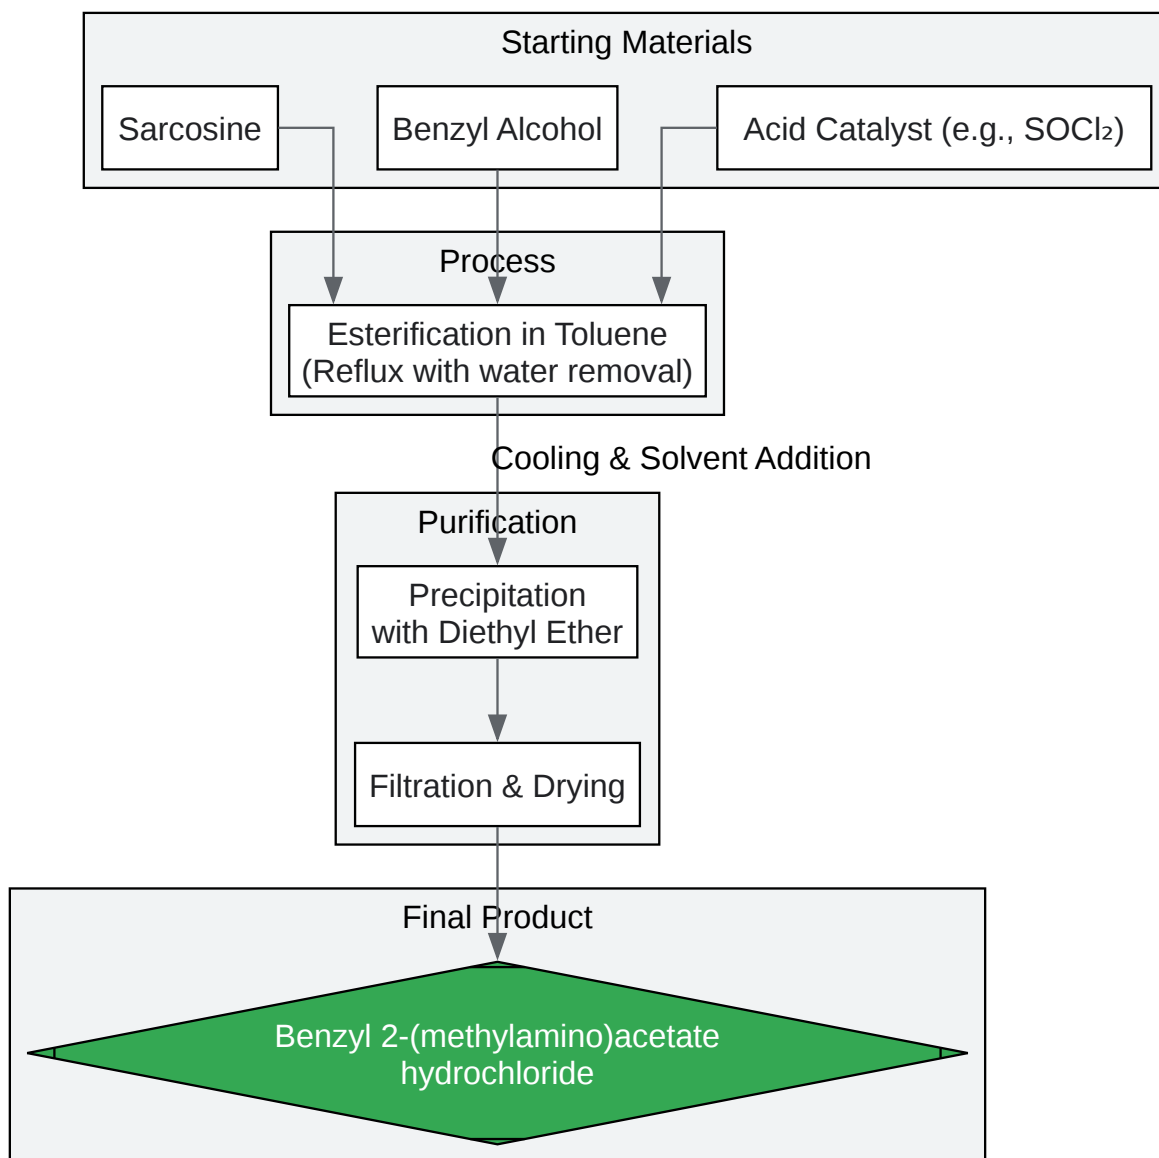 Starting Materials
Sarcosine
Benzyl Alcohol
Acid Catalyst (e.g., SOCl₂)
Process
Esterification in Toluene
(Reflux with water removal)
Cooling & Solvent Addition
Purification
Precipitation
with Diethyl Ether
Filtration & Drying
Final Product
Benzyl 2-(methylamino)acetate
hydrochloride